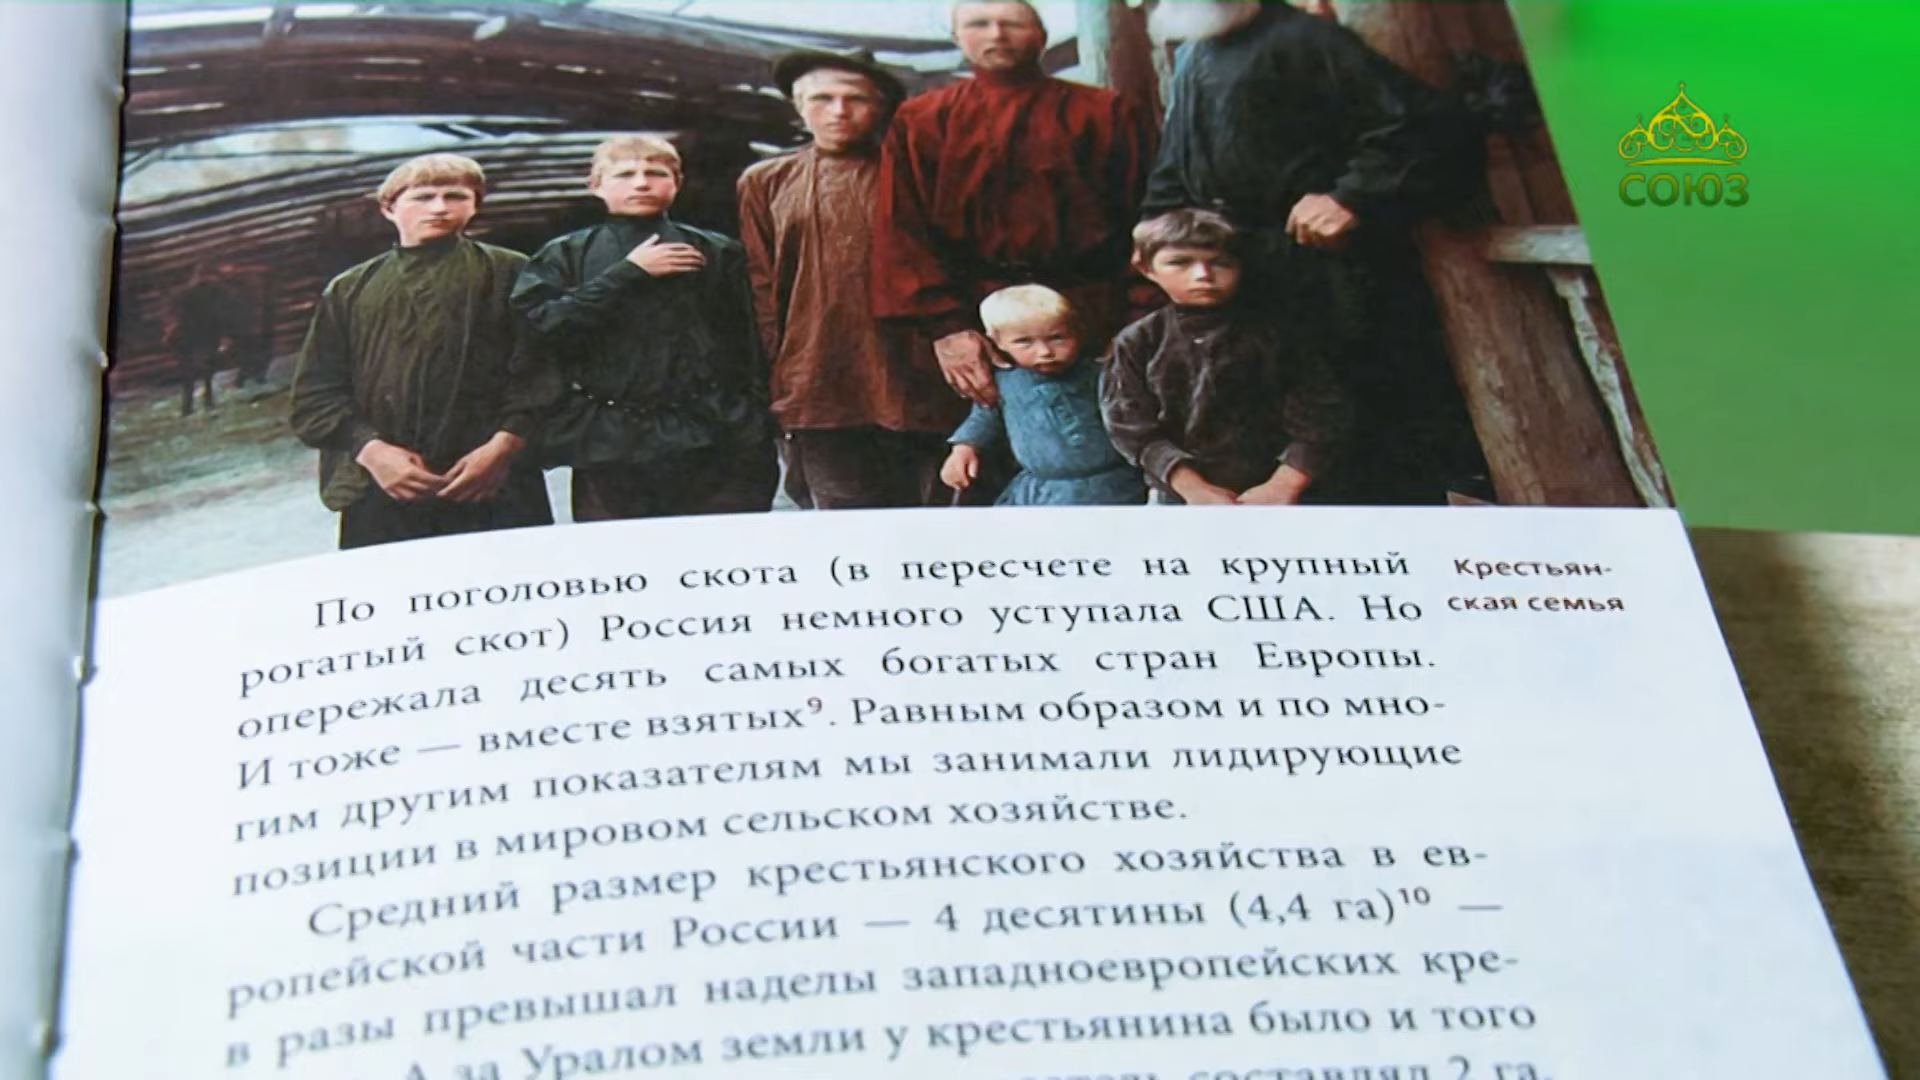 СОЮЗ
По поголовью скота (в пересчете на крупный
рогатый скот) Россия немного уступала США. Но
опережала десять самых богатых стран Европы.
И тоже — вместе взятых⁹. Равным образом и по мно-
гим другим показателям мы занимали лидирующие
позиции в мировом сельском хозяйстве.
Средний размер крестьянского хозяйства в ев-
ропейской части России — 4 десятины (4,4 га)¹⁰ —
в разы превышал наделы западноевропейских кре-
А за Уралом земли у крестьянина было и того
составлял 2 га.
Крестьян-
ская семья